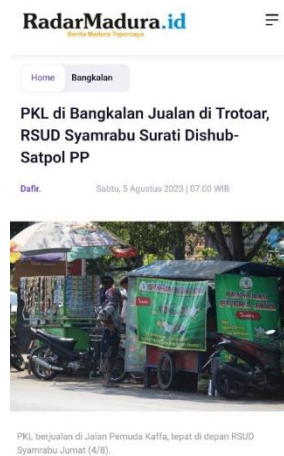 RadarMadura.id
Berita Madura Tepercaya
Home Bangkalan
PKL di Bangkalan Jualan di Trotoar,
RSUD Syamrabu Surati Dishub-
Satpol PP
Dafir. Sabtu, 5 Agustus 2023 | 07.00 WIB
PKL berjualan di Jalan Pemuda Kaffa, tepat di depan RSUD
Syamrabu Jumat (4/8).